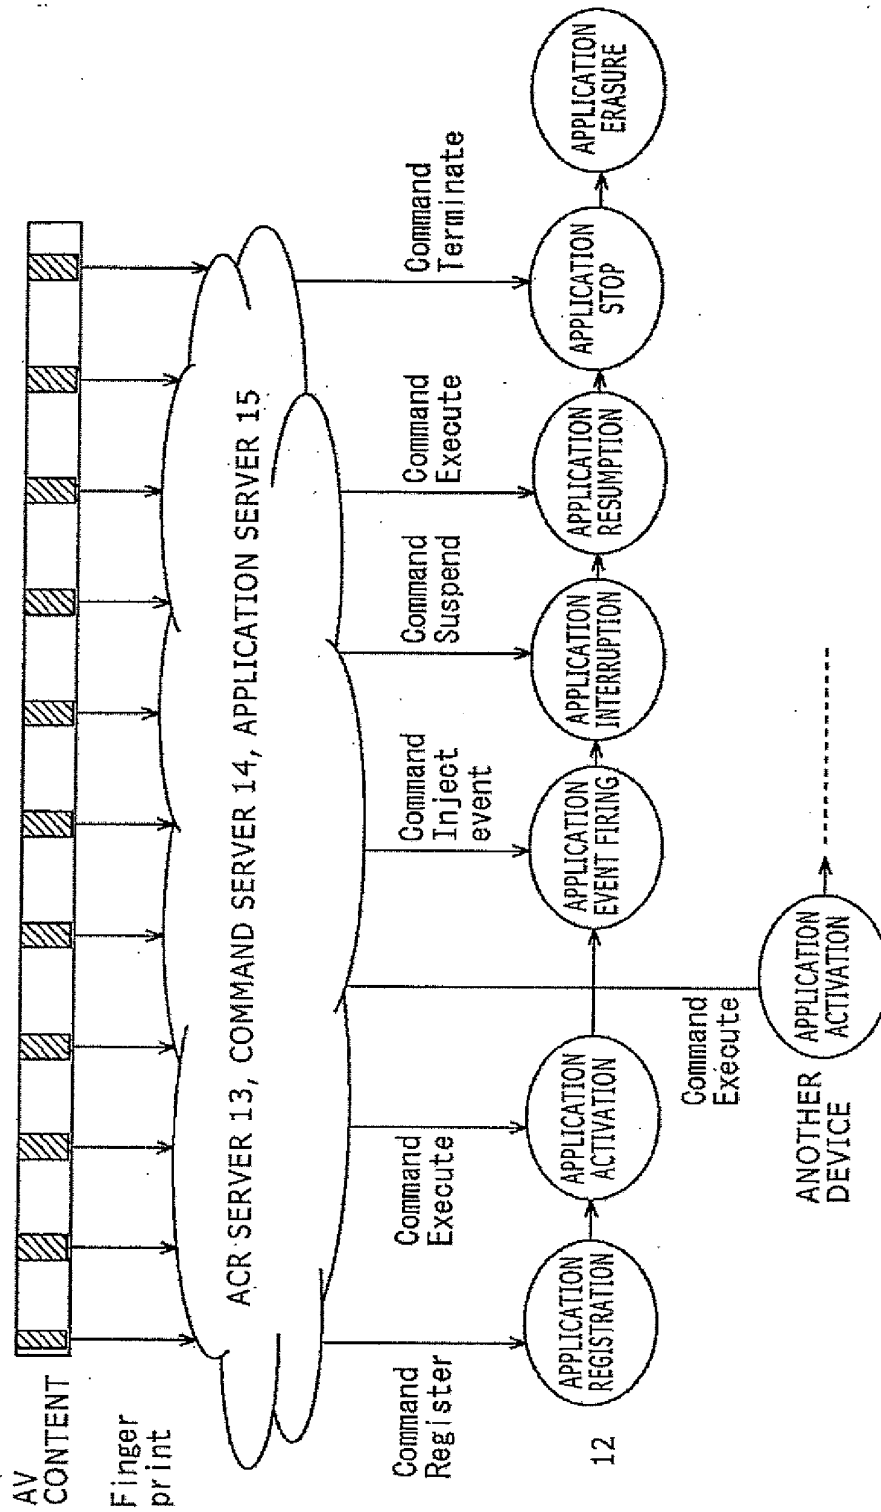 AV
CONTENT
Finger
print
ACR SERVER 13, COMMAND SERVER 14, APPLICATION SERVER 15
Command
Register
Command
Execute
Command
Inject
event
Command
Suspend
Command
Execute
Command
Terminate
12
APPLICATION
REGISTRATION
APPLICATION
ACTIVATION
APPLICATION
EVENT FIRING
APPLICATION
INTERRUPTION
APPLICATION
RESUMPTION
APPLICATION
STOP
APPLICATION
ERASURE
Command
Execute
ANOTHER
DEVICE
APPLICATION
ACTIVATION